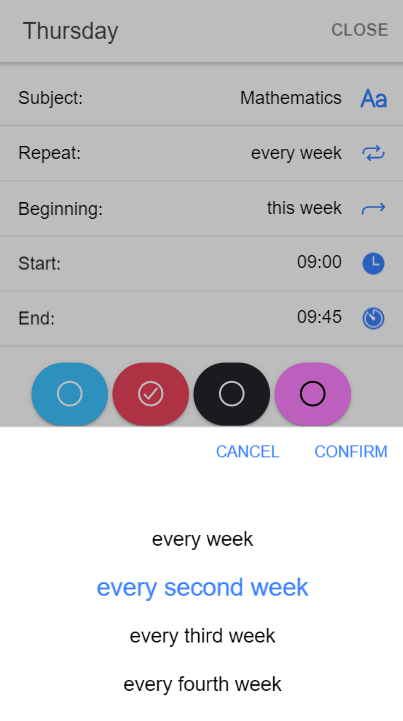 Thursday CLOSE
Subject: Mathematics Aa
Repeat: every week
Beginning: this week
Start: 09:00
End: 09:45
CANCEL CONFIRM
every week
every second week
every third week
every fourth week